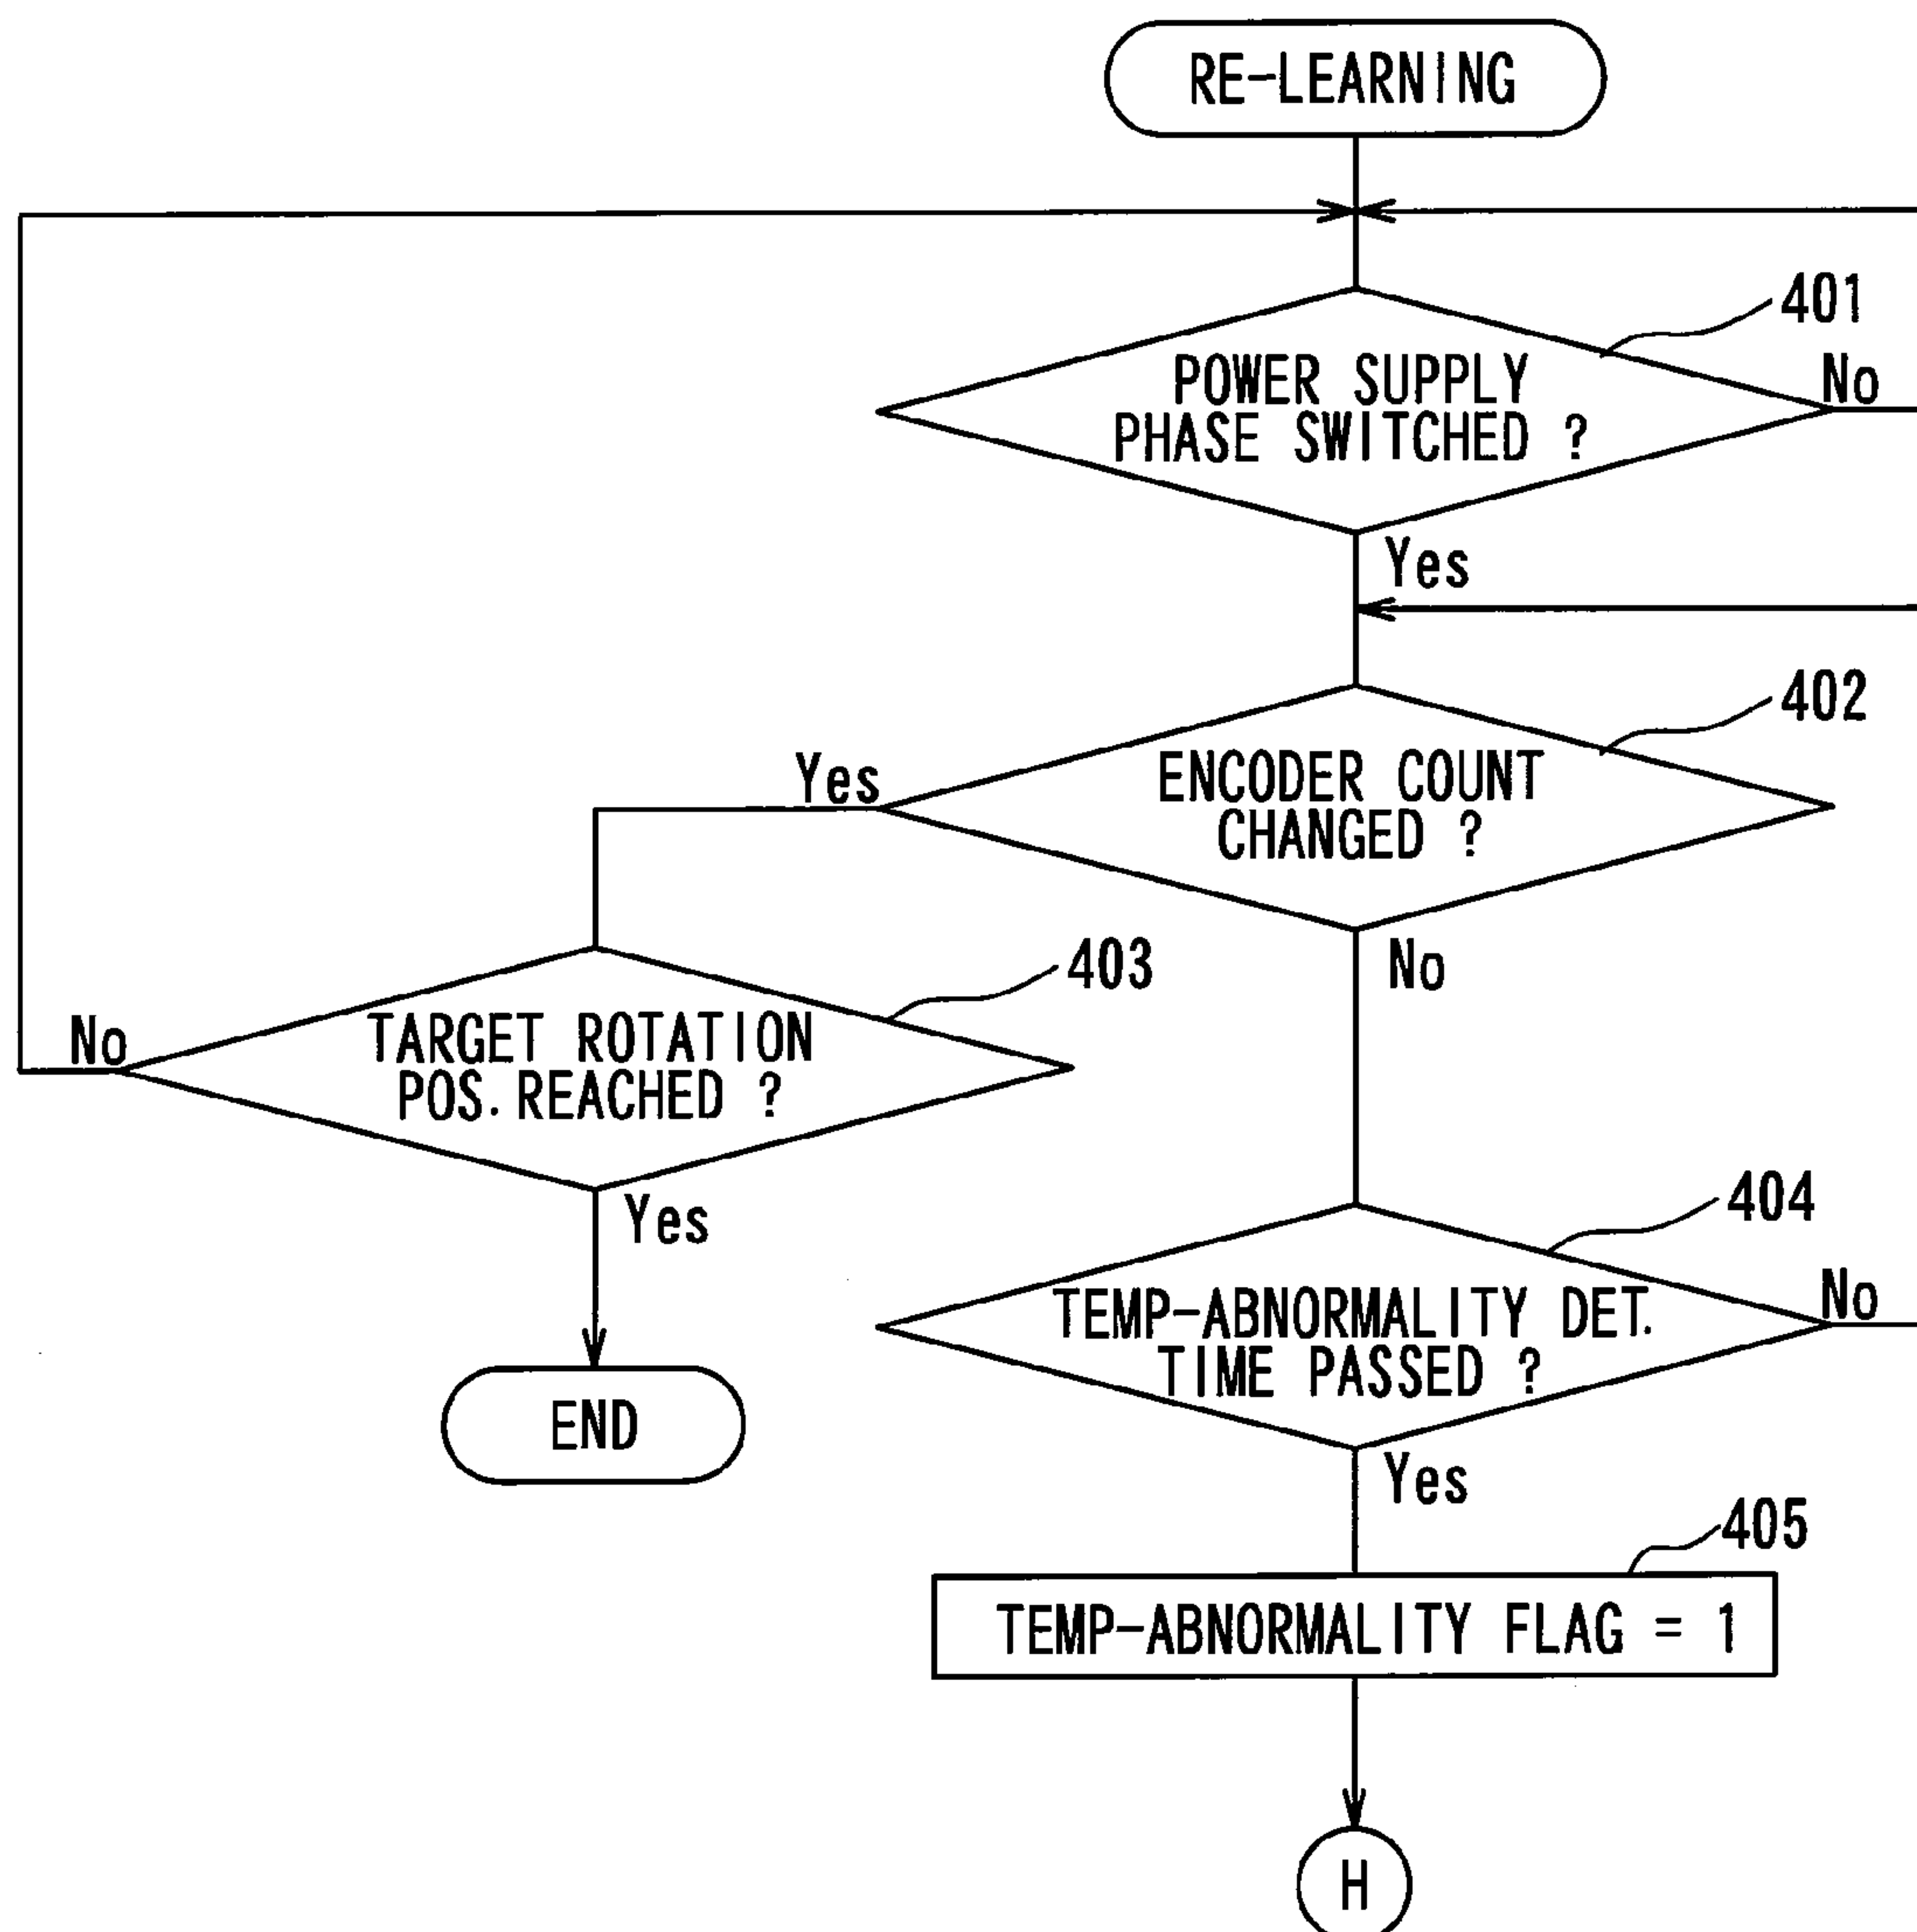 RE-LEARNING
401
POWER SUPPLY
PHASE SWITCHED ?
No
Yes
402
ENCODER COUNT
CHANGED ?
Yes
No
403
TARGET ROTATION
POS. REACHED ?
No
Yes
END
404
TEMP-ABNORMALITY DET.
TIME PASSED ?
No
Yes
405
TEMP-ABNORMALITY FLAG = 1
H